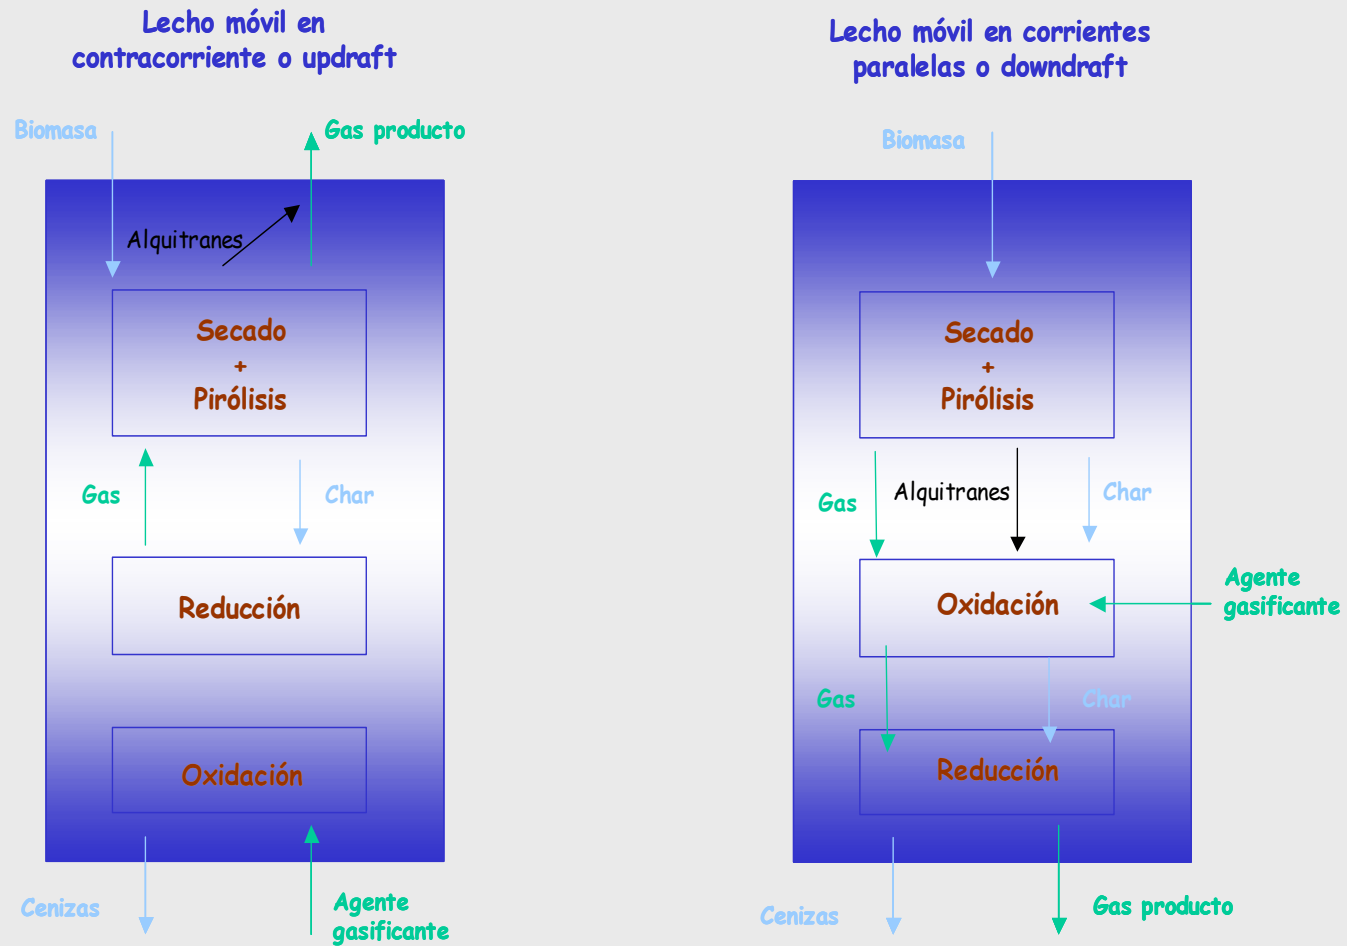 Lecho móvil en
contracorriente o updraft
Biomasa
Gas producto
Alquitranes
Secado
+
Pirólisis
Gas
Char
Reducción
Oxidación
Cenizas
Agente
gasificante
Lecho móvil en corrientes
paralelas o downdraft
Biomasa
Secado
+
Pirólisis
Gas
Alquitranes
Char
Oxidación
Agente
gasificante
Gas
Char
Reducción
Cenizas
Gas producto